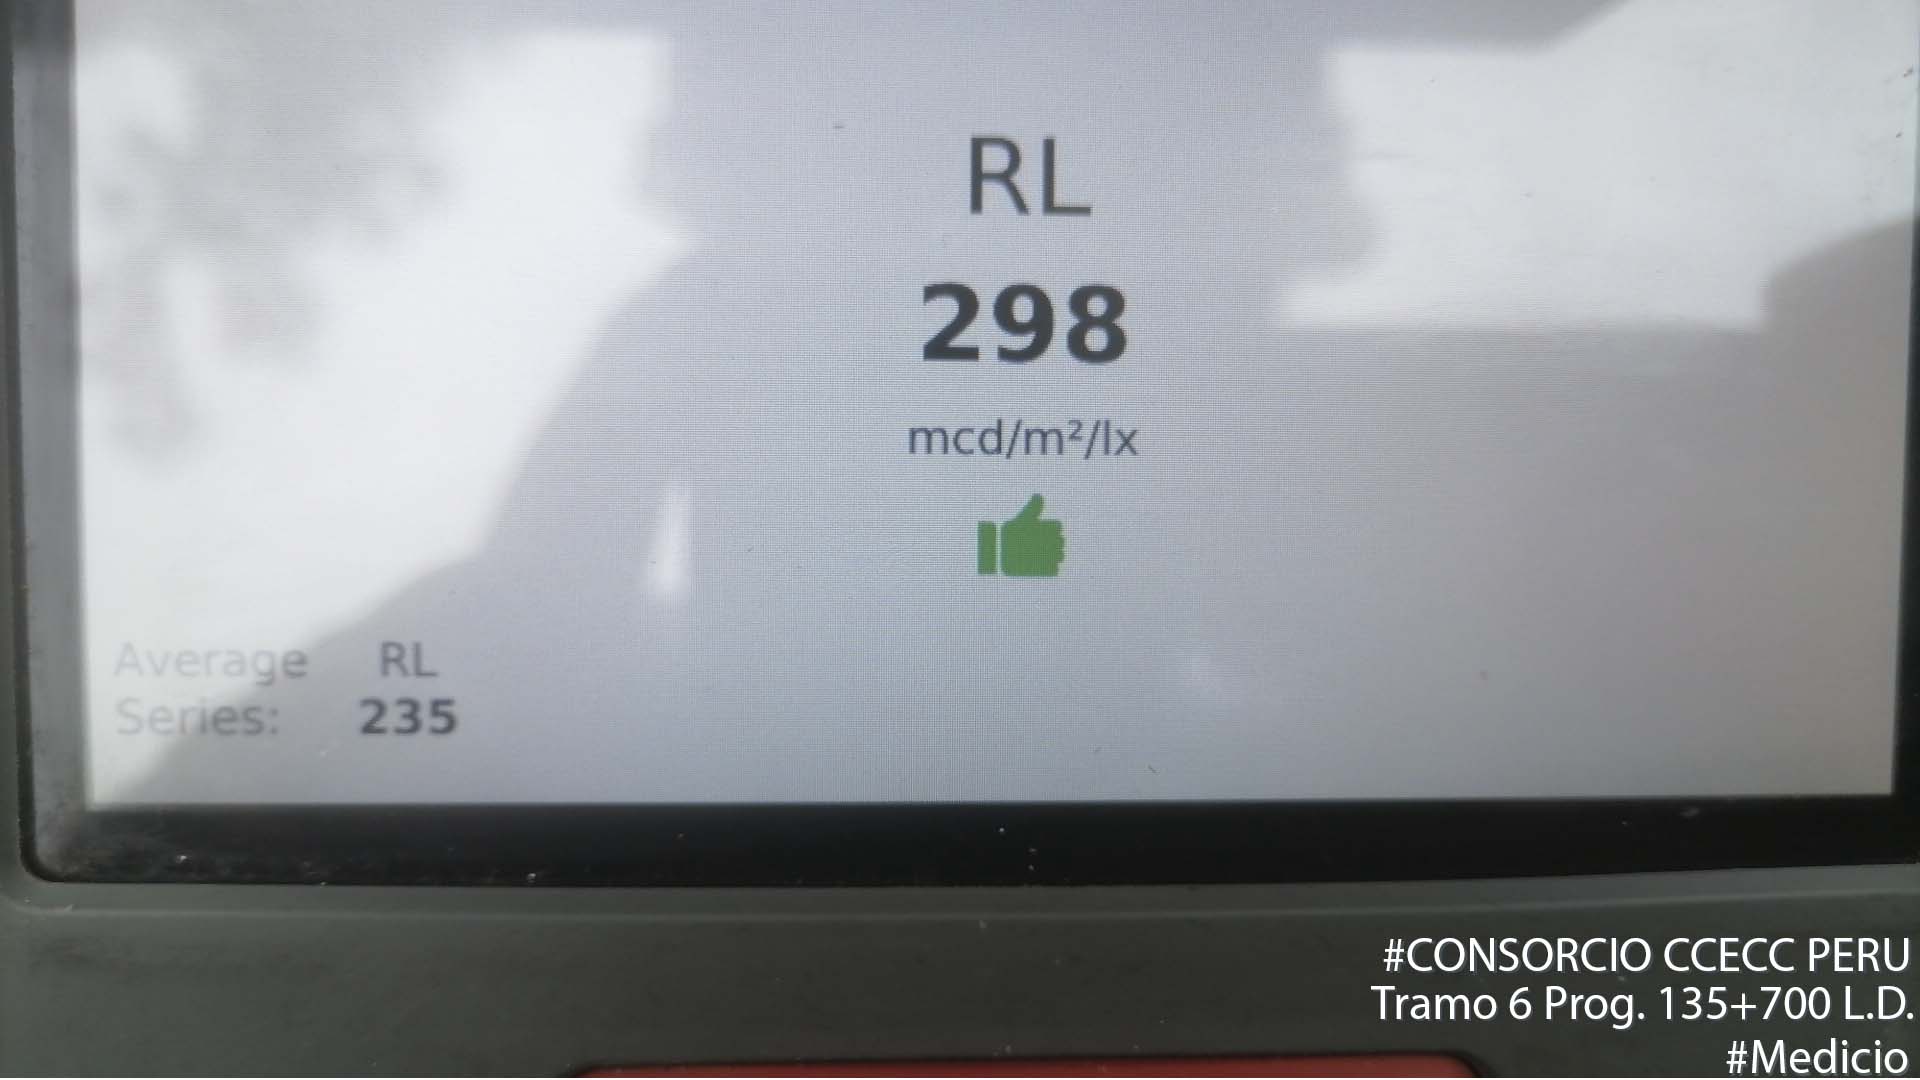 RL
298
mcd/m²/lx
Average RL
Series: 235
#CONSORCIO CCECC PERU
Tramo 6 Prog. 135+700 L.D.
#Medicio